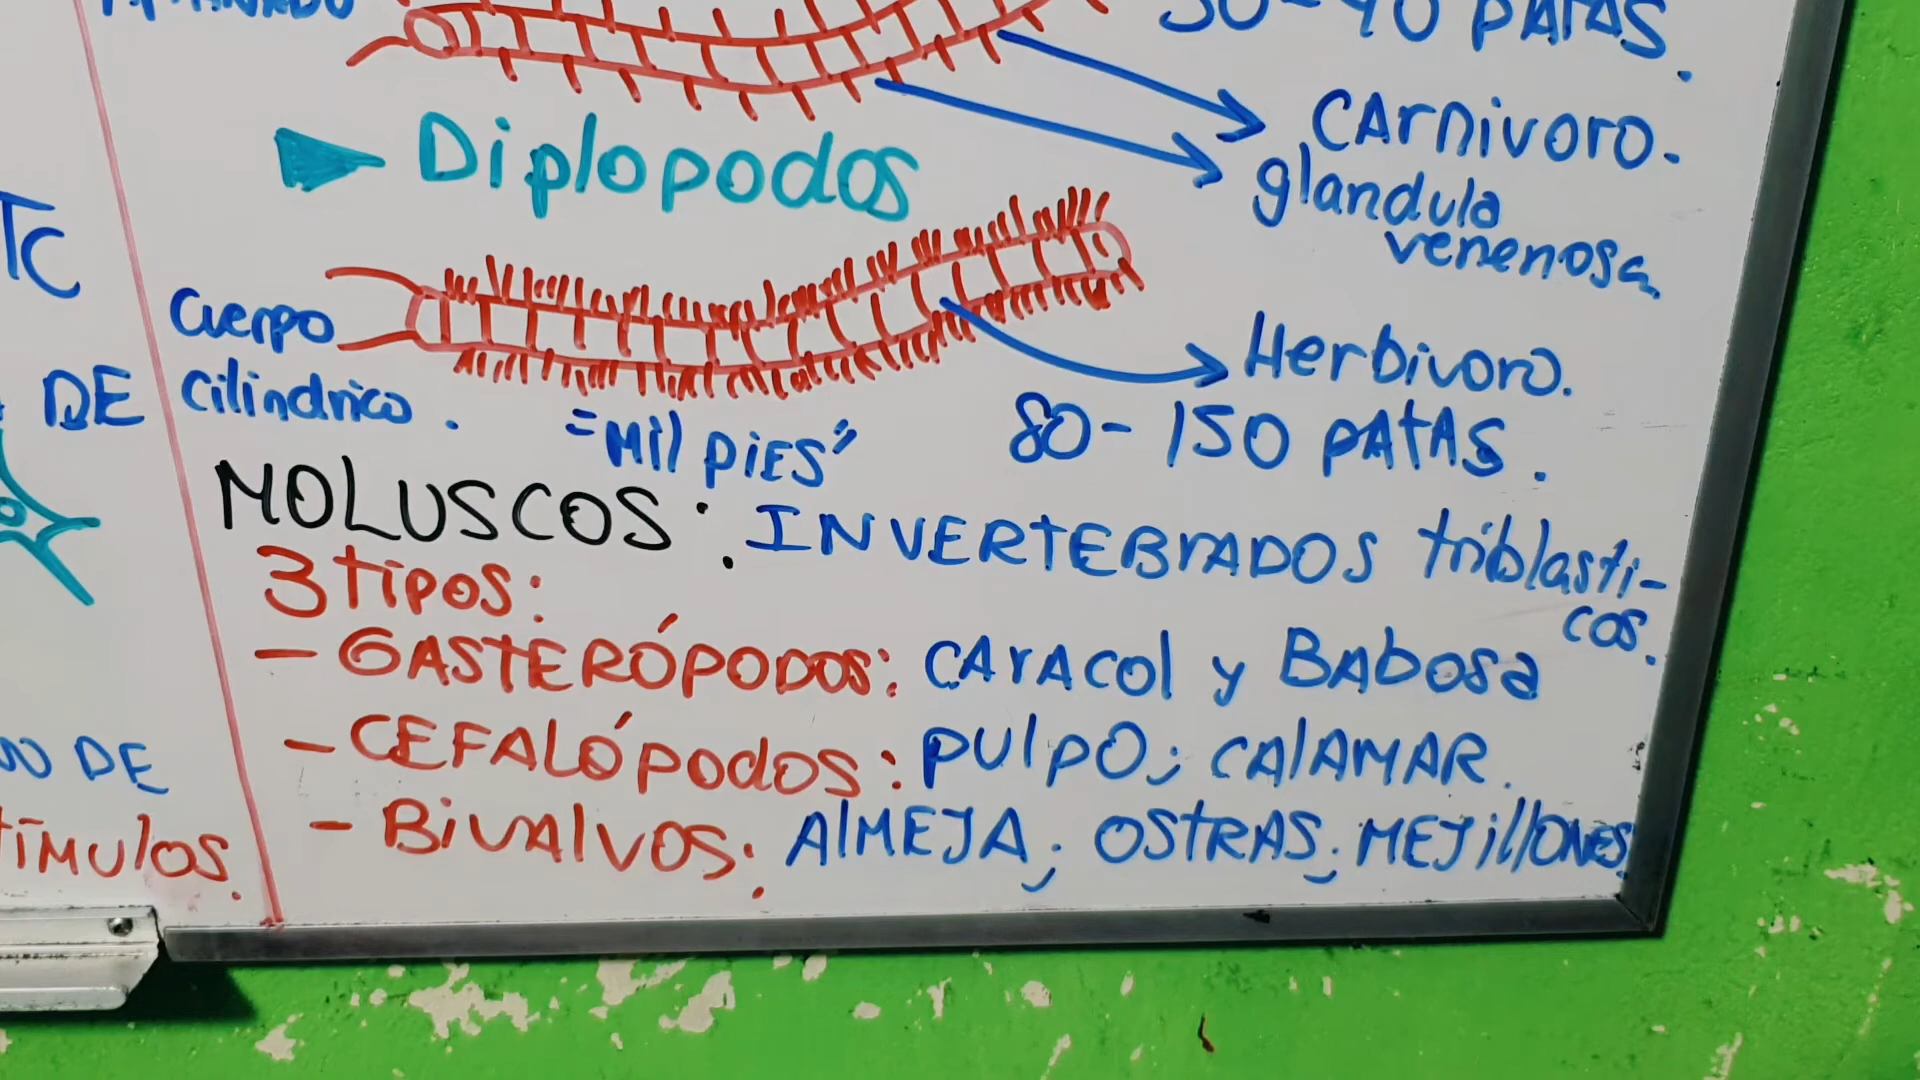 30-40 PATAS.
CArnivoro.
glandula
venenosa
Diplopodos
TC
Cuerpo
cilindrico.
Herbivoro.
DE
"Mil piES"
80-150 PATAS.
MOLUSCOS: INVERTEBrADOS triblasti-
cos.
3 tipos:
- GASTERÓPODOS: CArAcol y BAbosa
- CEFALÓPodos: PUlpO; CAlAMAR.
- BiVAlVOS: AlMEJA; OSTRAS; MEJillONES
DE
TÍMUlOS.